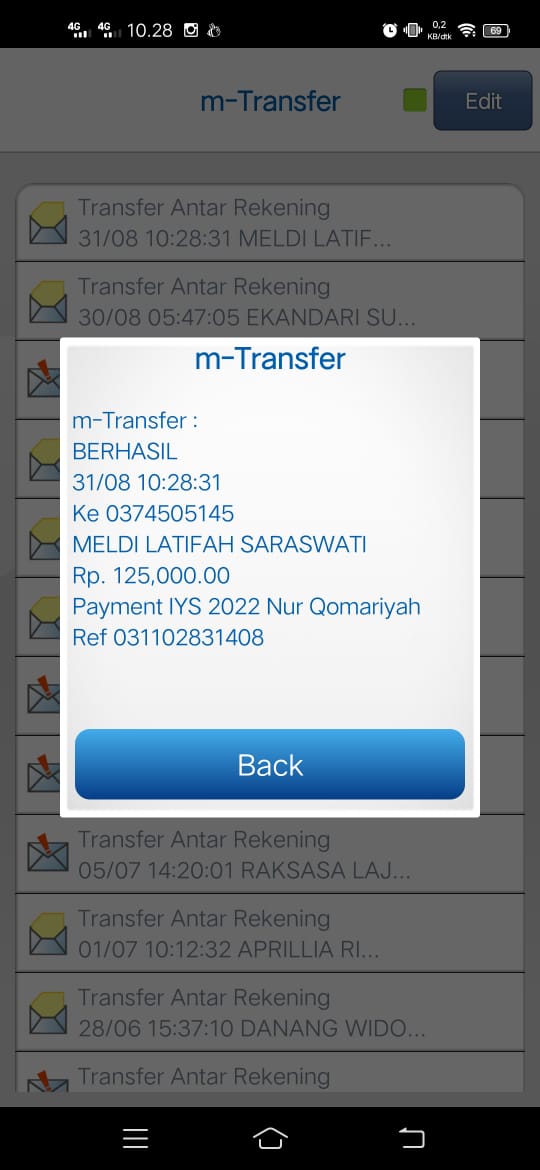 4G 4G 10.28 0,2 KB/dtk 69
m-Transfer
Edit
Transfer Antar Rekening
31/08 10:28:31 MELDI LATIF...
Transfer Antar Rekening
30/08 05:47:05 EKANDARI SU...
m-Transfer
m-Transfer :
BERHASIL
31/08 10:28:31
Ke 0374505145
MELDI LATIFAH SARASWATI
Rp. 125,000.00
Payment IYS 2022 Nur Qomariyah
Ref 031102831408
Back
Transfer Antar Rekening
05/07 14:20:01 RAKSASA LAJ...
Transfer Antar Rekening
01/07 10:12:32 APRILLIA RI...
Transfer Antar Rekening
28/06 15:37:10 DANANG WIDO...
Transfer Antar Rekening